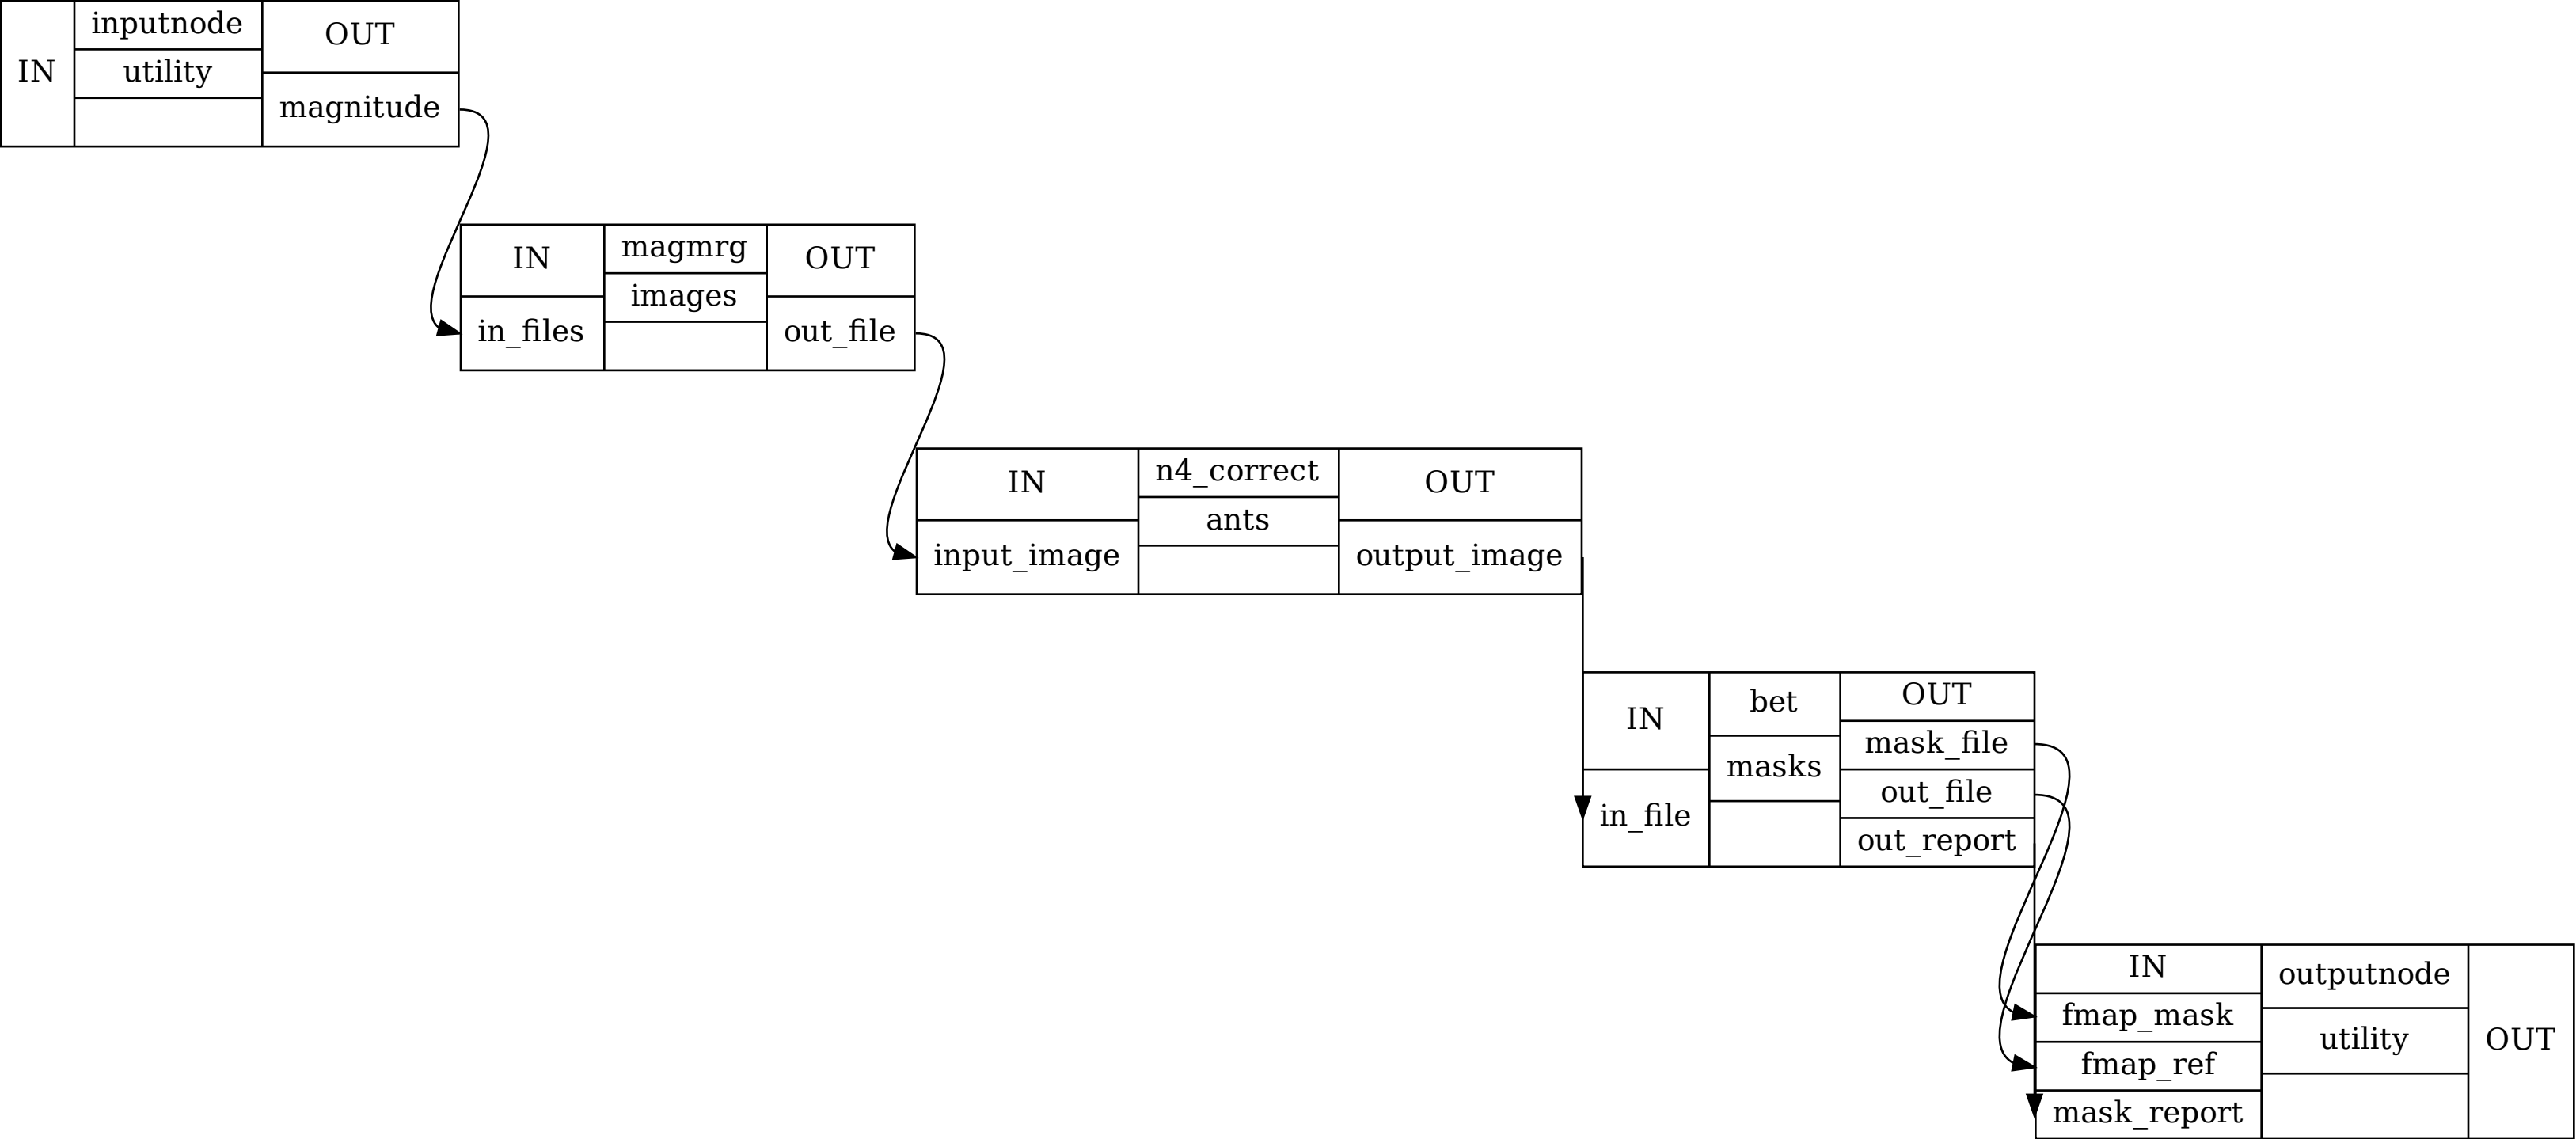 IN
inputnode
utility
OUT
magnitude
IN
in_files
magmrg
images
OUT
out_file
IN
input_image
n4_correct
ants
OUT
output_image
IN
in_file
bet
masks
OUT
mask_file
out_file
out_report
IN
fmap_mask
fmap_ref
mask_report
outputnode
utility
OUT